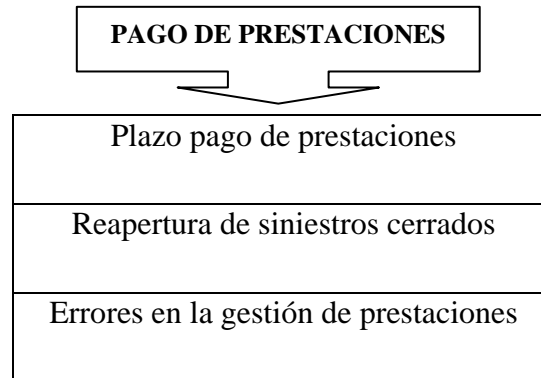 PAGO DE PRESTACIONES
Plazo pago de prestaciones
Reapertura de siniestros cerrados
Errores en la gestión de prestaciones